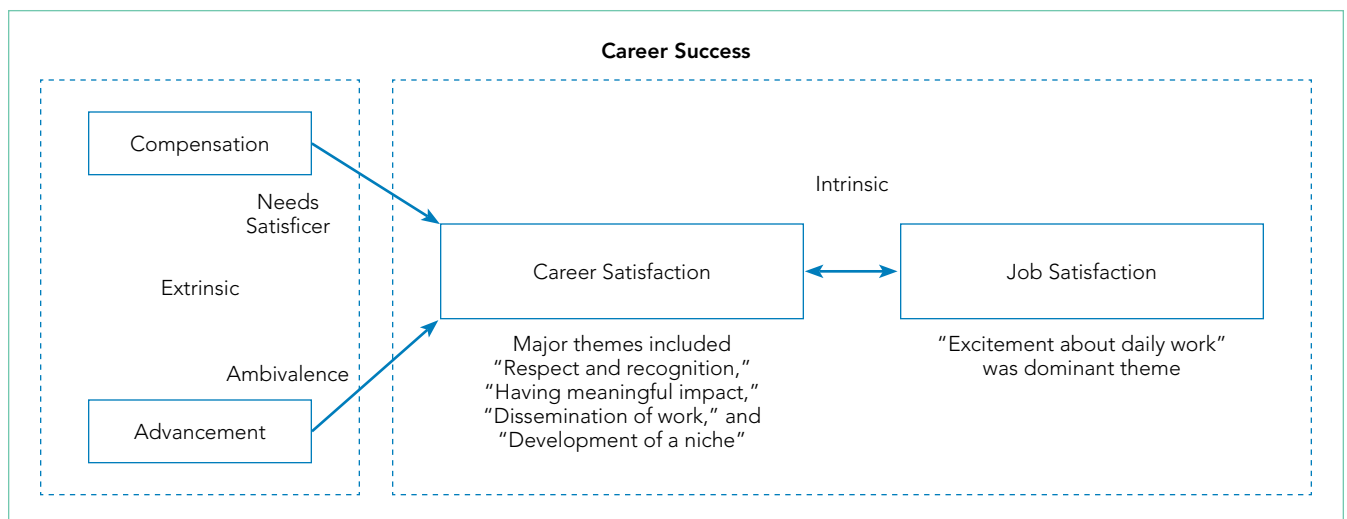 Career Success
Compensation
Needs
Satisficer
Extrinsic
Ambivalence
Advancement
Intrinsic
Career Satisfaction
Major themes included
“Respect and recognition,”
“Having meaningful impact,”
“Dissemination of work,” and
“Development of a niche”
Job Satisfaction
“Excitement about daily work”
was dominant theme